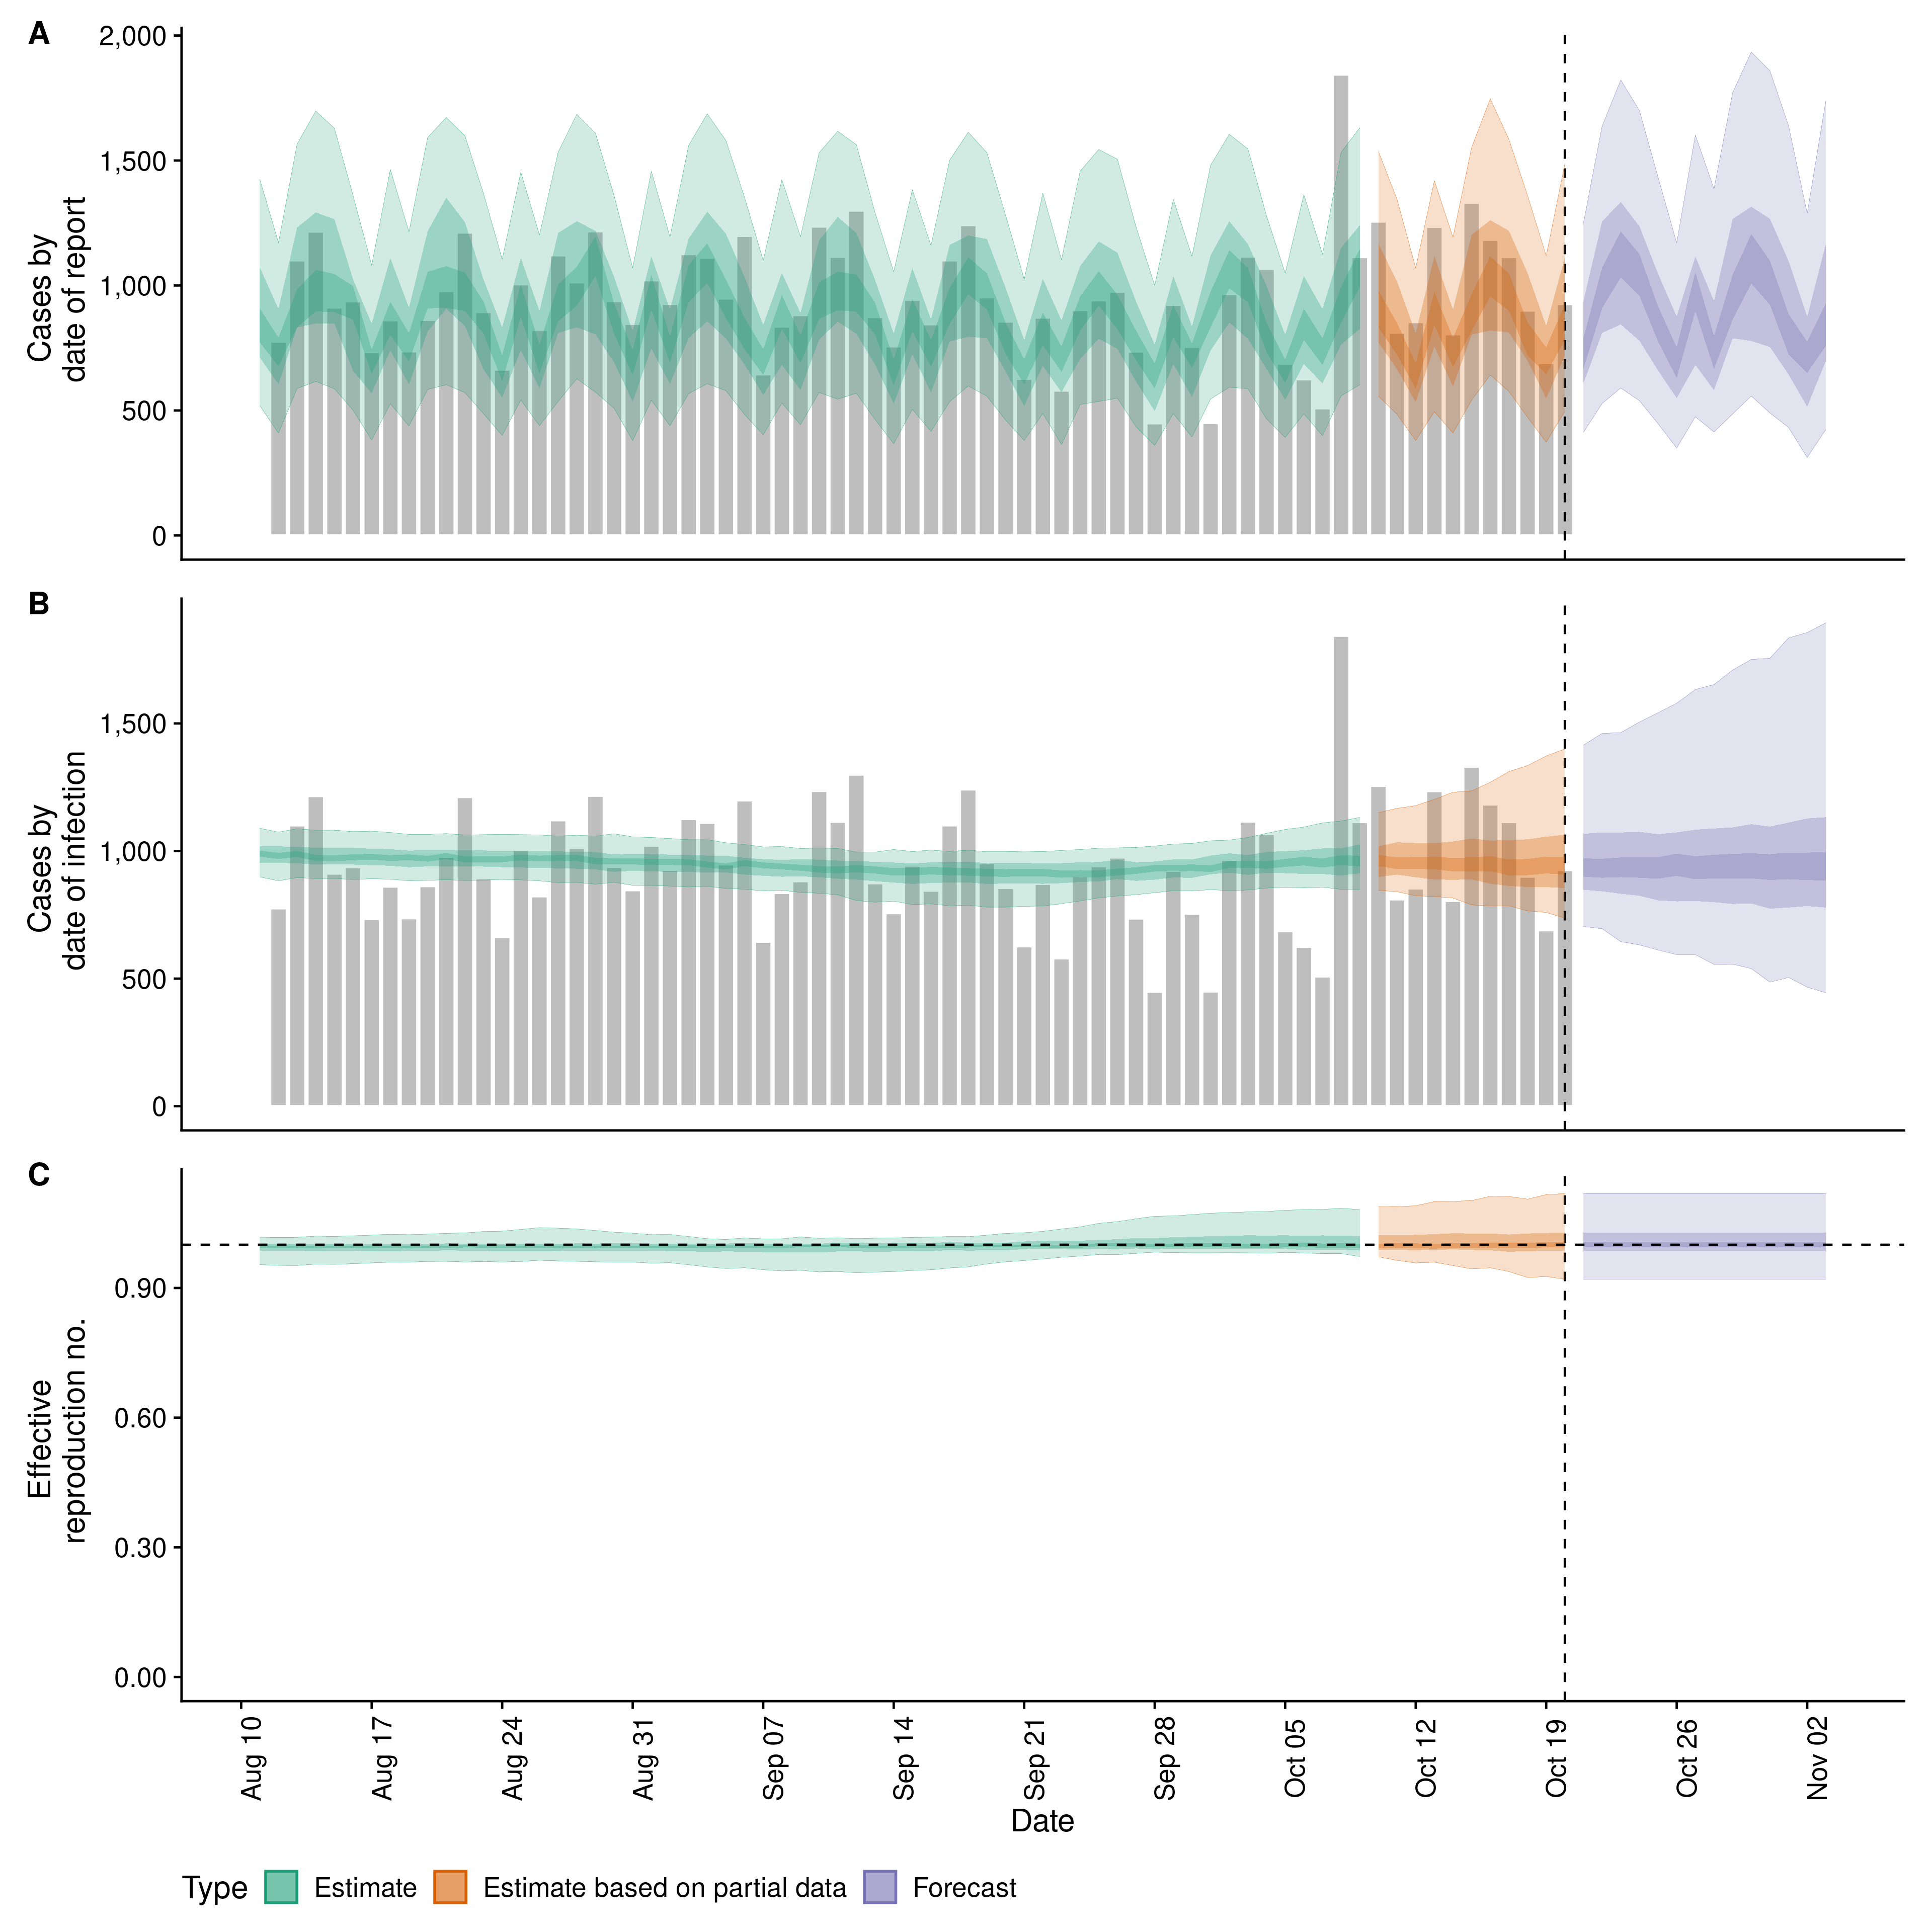 A
Cases by
date of report
2,000
1,500
1,000
500
0
B
Cases by
date of infection
1,500
1,000
500
0
C
Effective
reproduction no.
0.90
0.60
0.30
0.00
Aug 10
Aug 17
Aug 24
Aug 31
Sep 07
Sep 14
Sep 21
Sep 28
Oct 05
Oct 12
Oct 19
Oct 26
Nov 02
Date
Type Estimate Estimate based on partial data Forecast